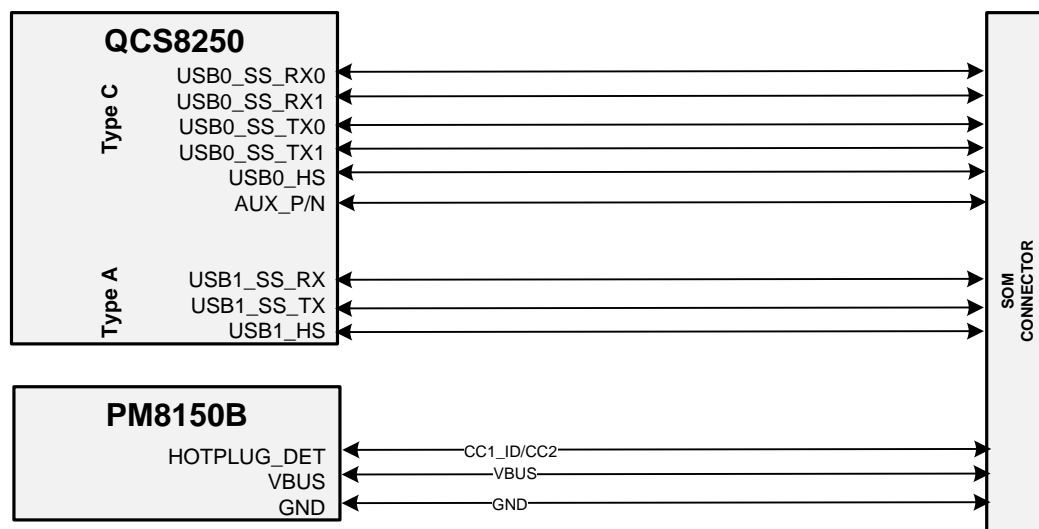 QCS8250
Type C
USB0_SS_RX0
USB0_SS_RX1
USB0_SS_TX0
USB0_SS_TX1
USB0_HS
AUX_P/N
Type A
USB1_SS_RX
USB1_SS_TX
USB1_HS
SOM
CONNECTOR
PM8150B
HOTPLUG_DET
CC1_ID/CC2
VBUS
VBUS
GND
GND